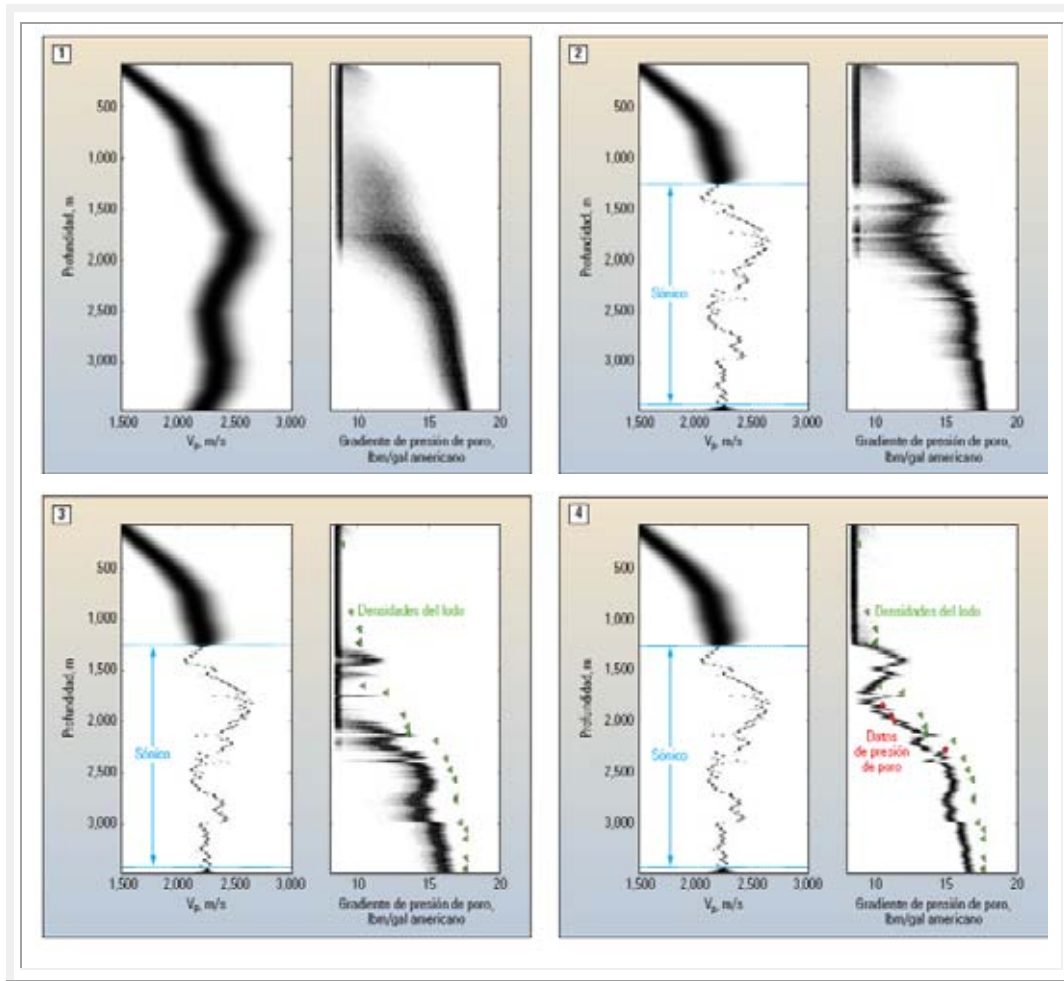 1
500
1,000
1,500
2,000
2,500
3,000
Profundidad, m
1,500 2,000 2,500 3,000
V_p, m/s
10 15 20
Gradiente de presión de poro,
lbm/gal americano
2
500
1,000
1,500
2,000
2,500
3,000
Profundidad, m
Sónico
1,500 2,000 2,500 3,000
V_p, m/s
10 15 20
Gradiente de presión de poro,
lbm/gal americano
3
500
1,000
1,500
2,000
2,500
3,000
Profundidad, m
Sónico
1,500 2,000 2,500 3,000
V_p, m/s
Densidades del lodo
10 15 20
Gradiente de presión de poro,
lbm/gal americano
4
500
1,000
1,500
2,000
2,500
3,000
Profundidad, m
Sónico
1,500 2,000 2,500 3,000
V_p, m/s
Densidades del lodo
Datos
de presión
de poro
10 15 20
Gradiente de presión de poro,
lbm/gal americano